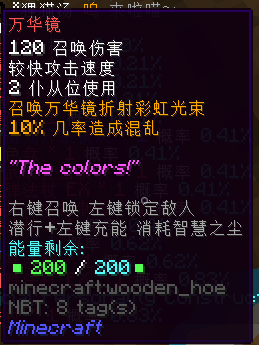 万华镜
120 召唤伤害
较快攻击速度
2 仆从位使用
召唤万华镜折射彩虹光束
10% 几率造成混乱
"The colors!"
右键召唤 左键锁定敌人
潜行+左键充能 消耗智慧之尘
能量剩余:
■ 200 / 200 ■
minecraft:wooden_hoe
NBT: 8 tag(s)
Minecraft